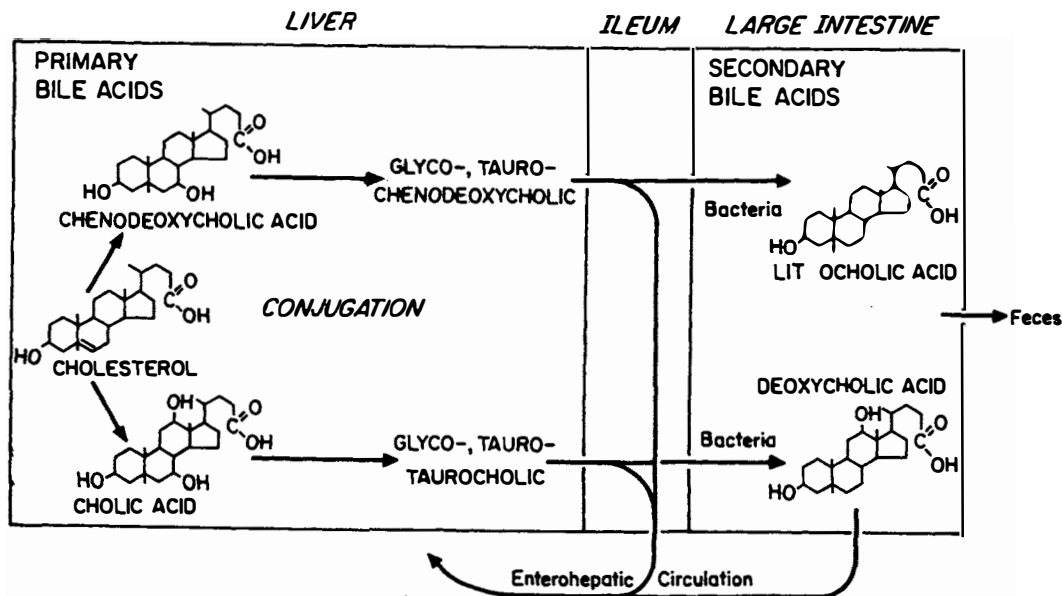 LIVER
ILEUM
LARGE INTESTINE
PRIMARY
BILE ACIDS
C
O
OH
HO
OH
CHENODEOXYCHOLIC ACID
GLYCO-, TAURO-
CHENODEOXYCHOLIC
Bacteria
SECONDARY
BILE ACIDS
C
O
OH
HO
LIT OCHOLIC ACID
C
O
OH
HO
CHOLESTEROL
CONJUGATION
Feces
OH
C
O
OH
HO
OH
CHOLIC ACID
GLYCO-, TAURO-
TAUROCHOLIC
Bacteria
DEOXYCHOLIC ACID
OH
C
O
OH
HO
Enterohepatic Circulation